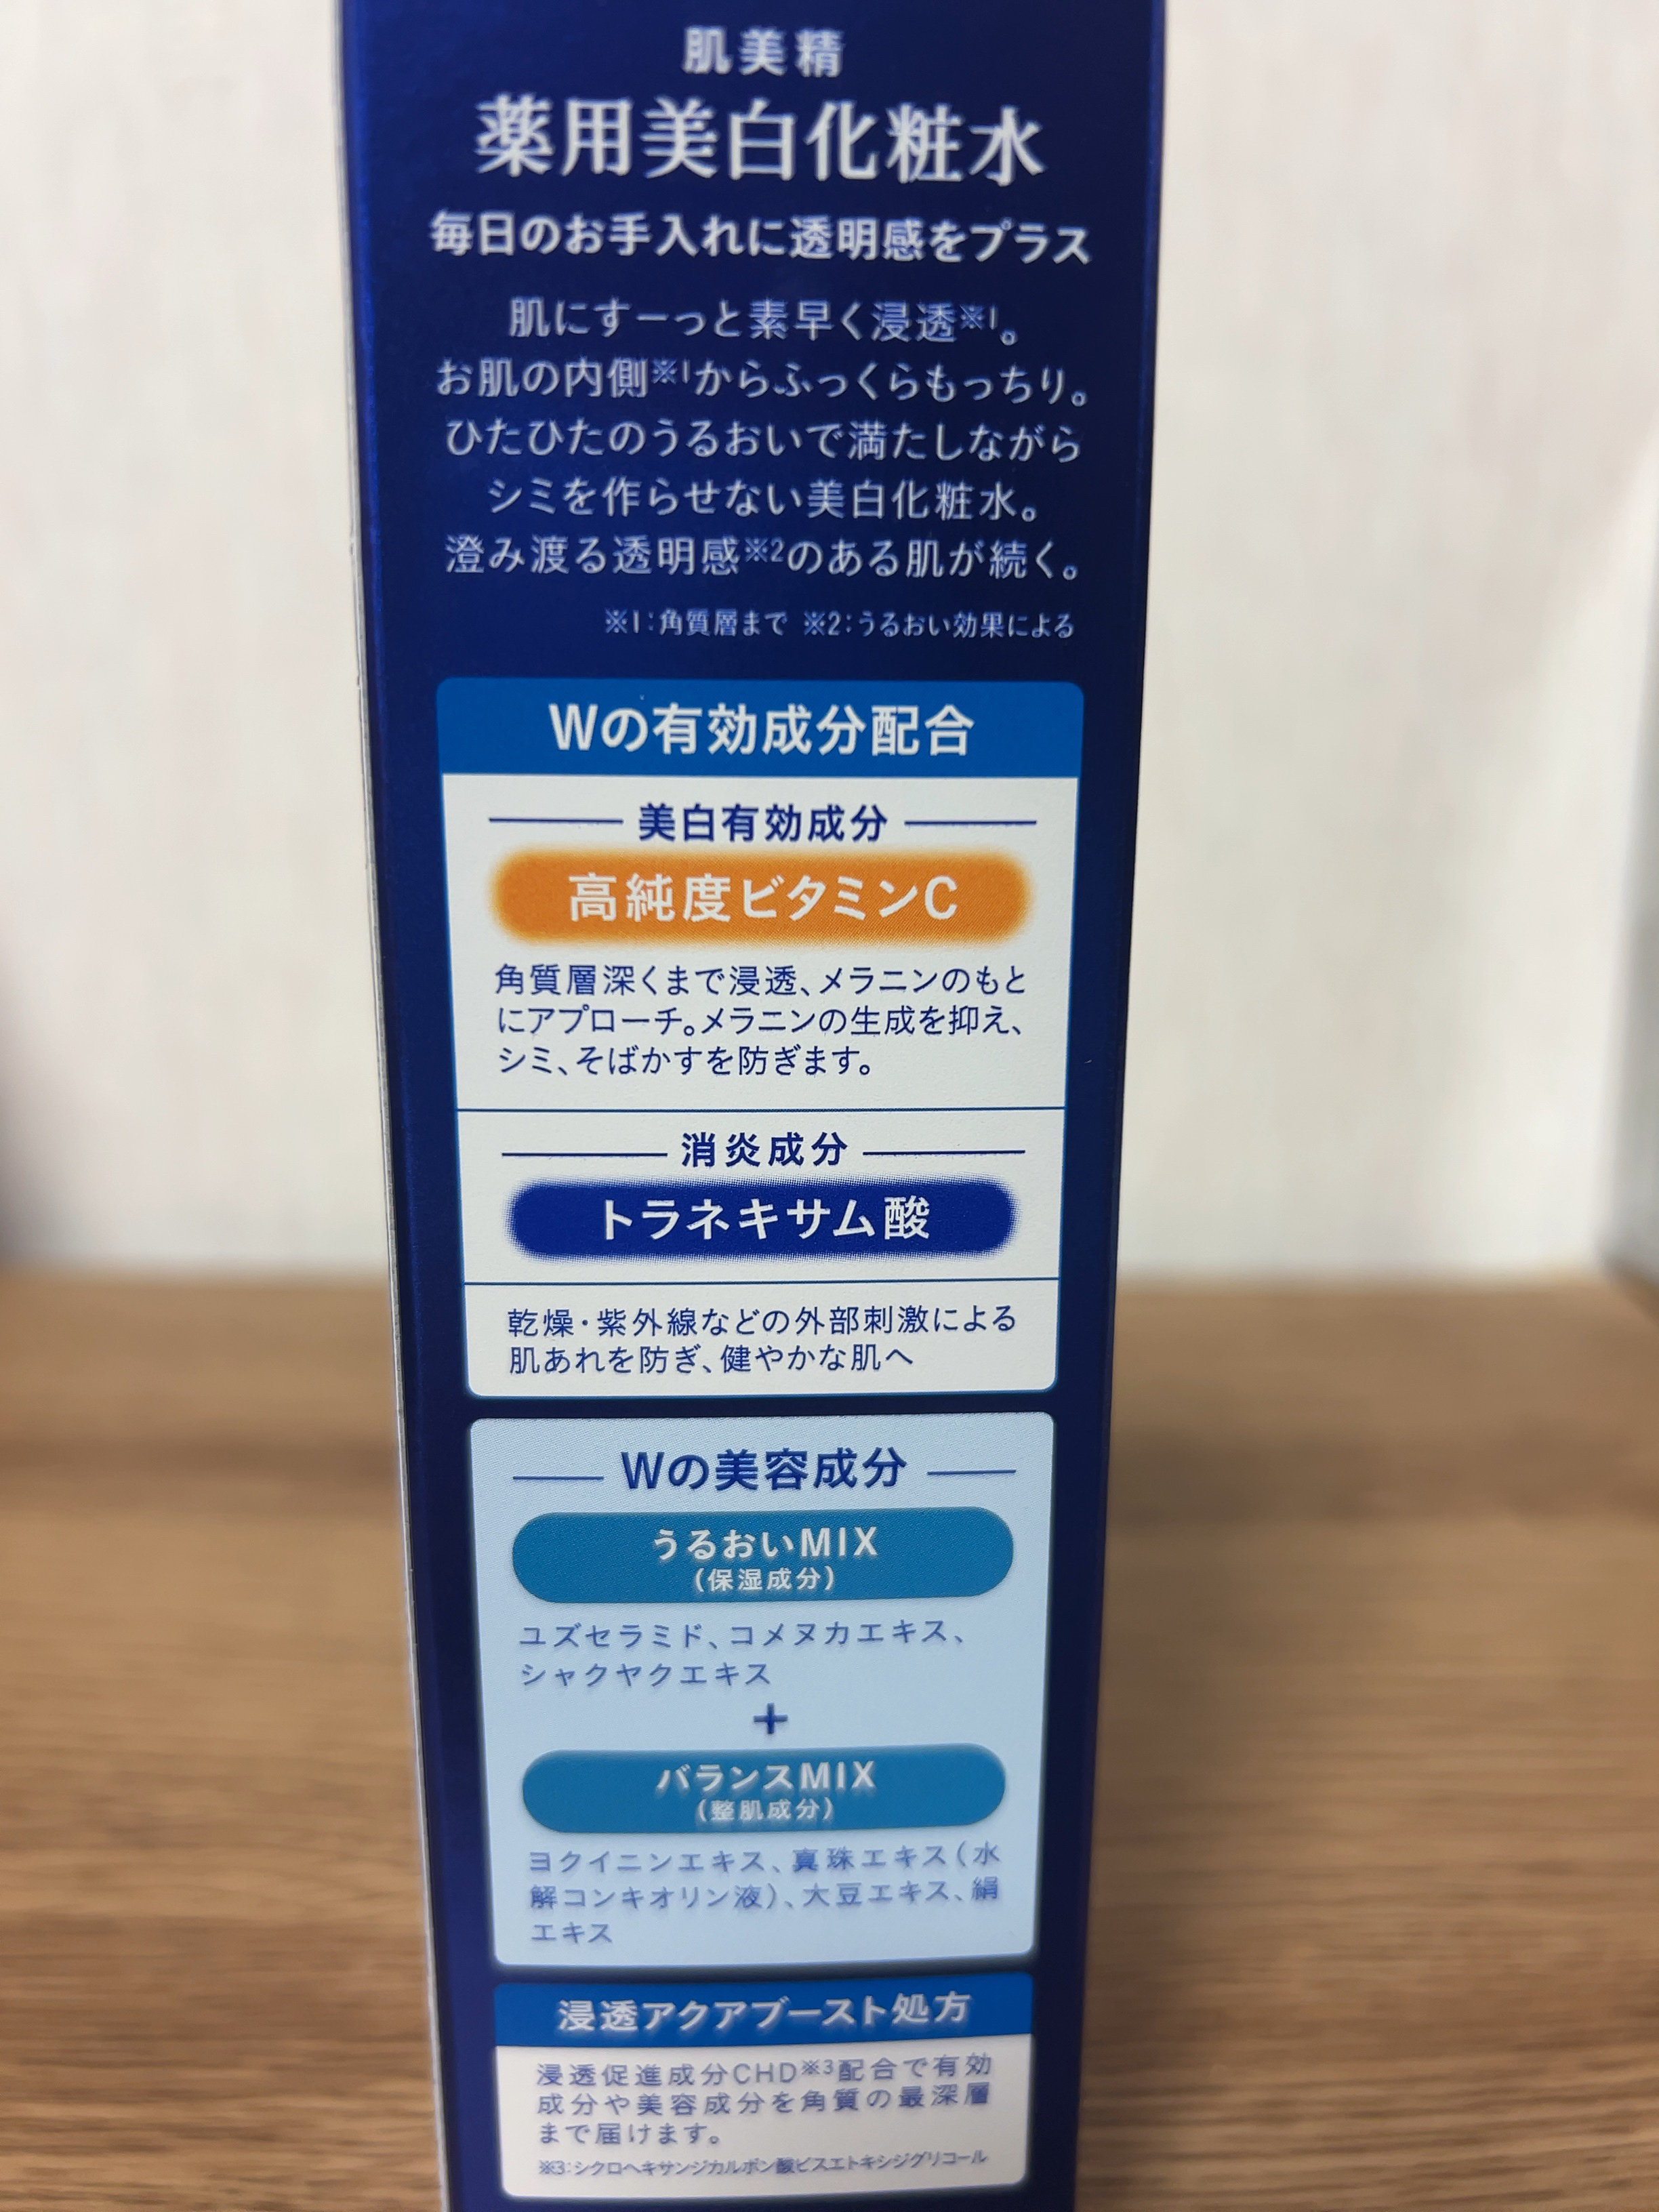 肌美精
薬用美白化粧水
毎日のお手入れに透明感をプラス
肌にすーっと素早く浸透※1。
お肌の内側※1からふっくらもっちり。
ひたひたのうるおいで満たしながら
シミを作らせない美白化粧水。
澄み渡る透明感※2のある肌が続く。
※1:角質層まで ※2:うるおい効果による
Wの有効成分配合
美白有効成分
高純度ビタミンC
角質層深くまで浸透、メラニンのもと
にアプローチ。メラニンの生成を抑え、
シミ、そばかすを防ぎます。
消炎成分
トラネキサム酸
乾燥・紫外線などの外部刺激による
肌あれを防ぎ、健やかな肌へ
Wの美容成分
うるおいMIX
(保湿成分)
ユズセラミド、コメヌカエキス、
シャクヤクエキス
+
バランスMIX
(整肌成分)
ヨクイニンエキス、真珠エキス(水
解コンキオリン液)、大豆エキス、絹
エキス
浸透アクアブースト処方
浸透促進成分CHD※3配合で有効
成分や美容成分を角質の最深層
まで届けます。
※3:シクロヘキサンジカルボン酸ビスエトキシジグリコール